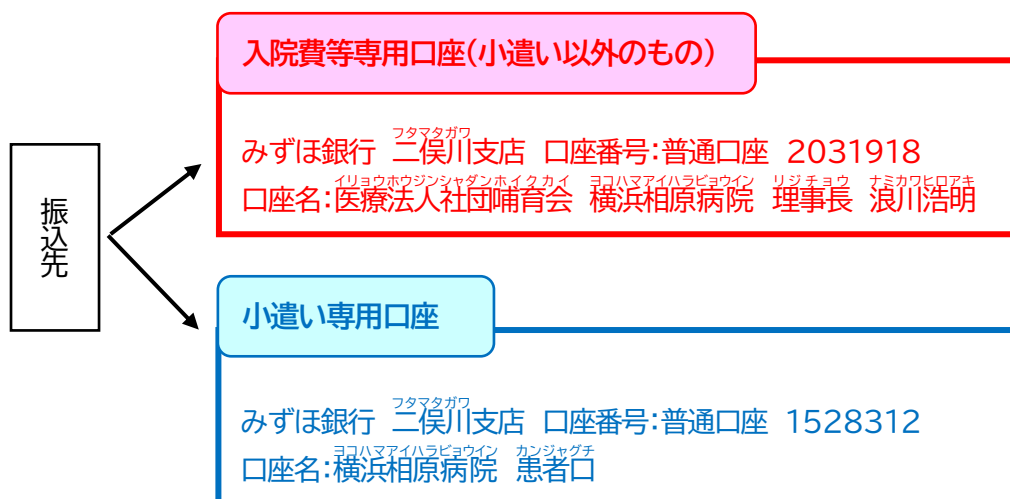 振込先
入院費等専用口座(小遣い以外のもの)
フタマタガワ
みずほ銀行 二俣川支店 口座番号:普通口座 2031918
イリョウホウジンシャダンホイクカイ ヨコハマアイハラビョウイン リジチョウ ナミカワヒロアキ
口座名:医療法人社団哺育会 横浜相原病院 理事長 浪川浩明
小遣い専用口座
フタマタガワ
みずほ銀行 二俣川支店 口座番号:普通口座 1528312
ヨコハマアイハラビョウイン カンジャグチ
口座名:横浜相原病院 患者口